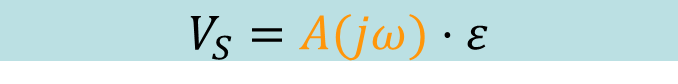 V_S = A(jω) · ε